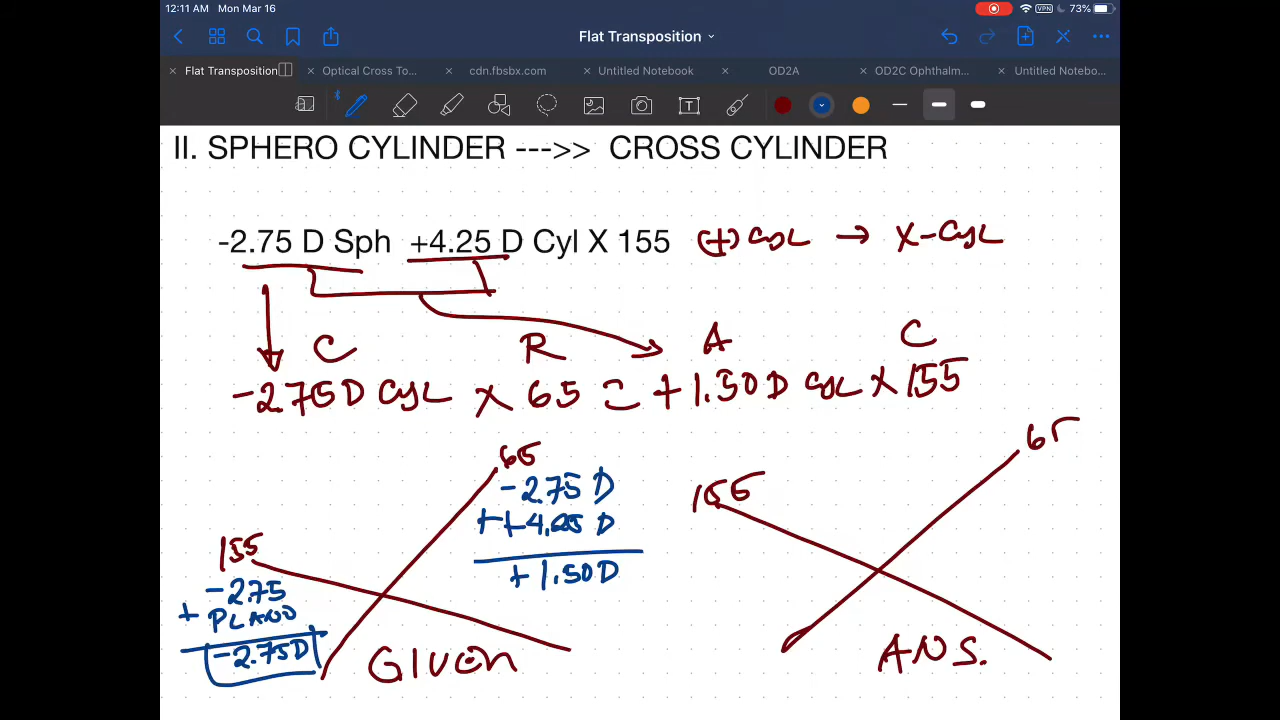 12:11 AM Mon Mar 16
VPN 73%
Flat Transposition
Flat Transposition
Optical Cross To...
cdn.fbsbx.com
Untitled Notebook
OD2A
OD2C Ophthalm...
Untitled Notebo...
II. SPHERO CYLINDER --->> CROSS CYLINDER
-2.75 D Sph +4.25 D Cyl X 155 (+) CYL → X-CYL
C R A C
-2.75 D CYL X 65 = +1.50 D CYL X 155
65
-2.75 D
++4.25 D
+1.50 D
155
-2.75
+ PLANO
-2.75D
GIVEN
155
65
ANS.